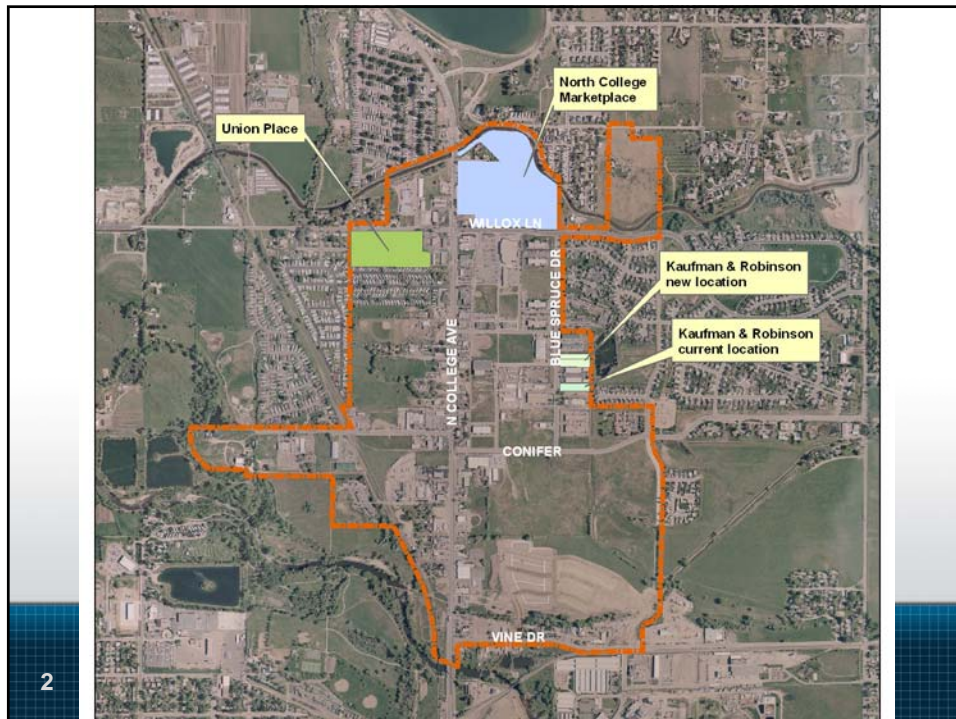 North College
Marketplace
Union Place
WILLOX LN
Kaufman & Robinson
new location
BLUE SPRUCE DR
Kaufman & Robinson
current location
N COLLEGE AVE
CONIFER
VINE DR
2